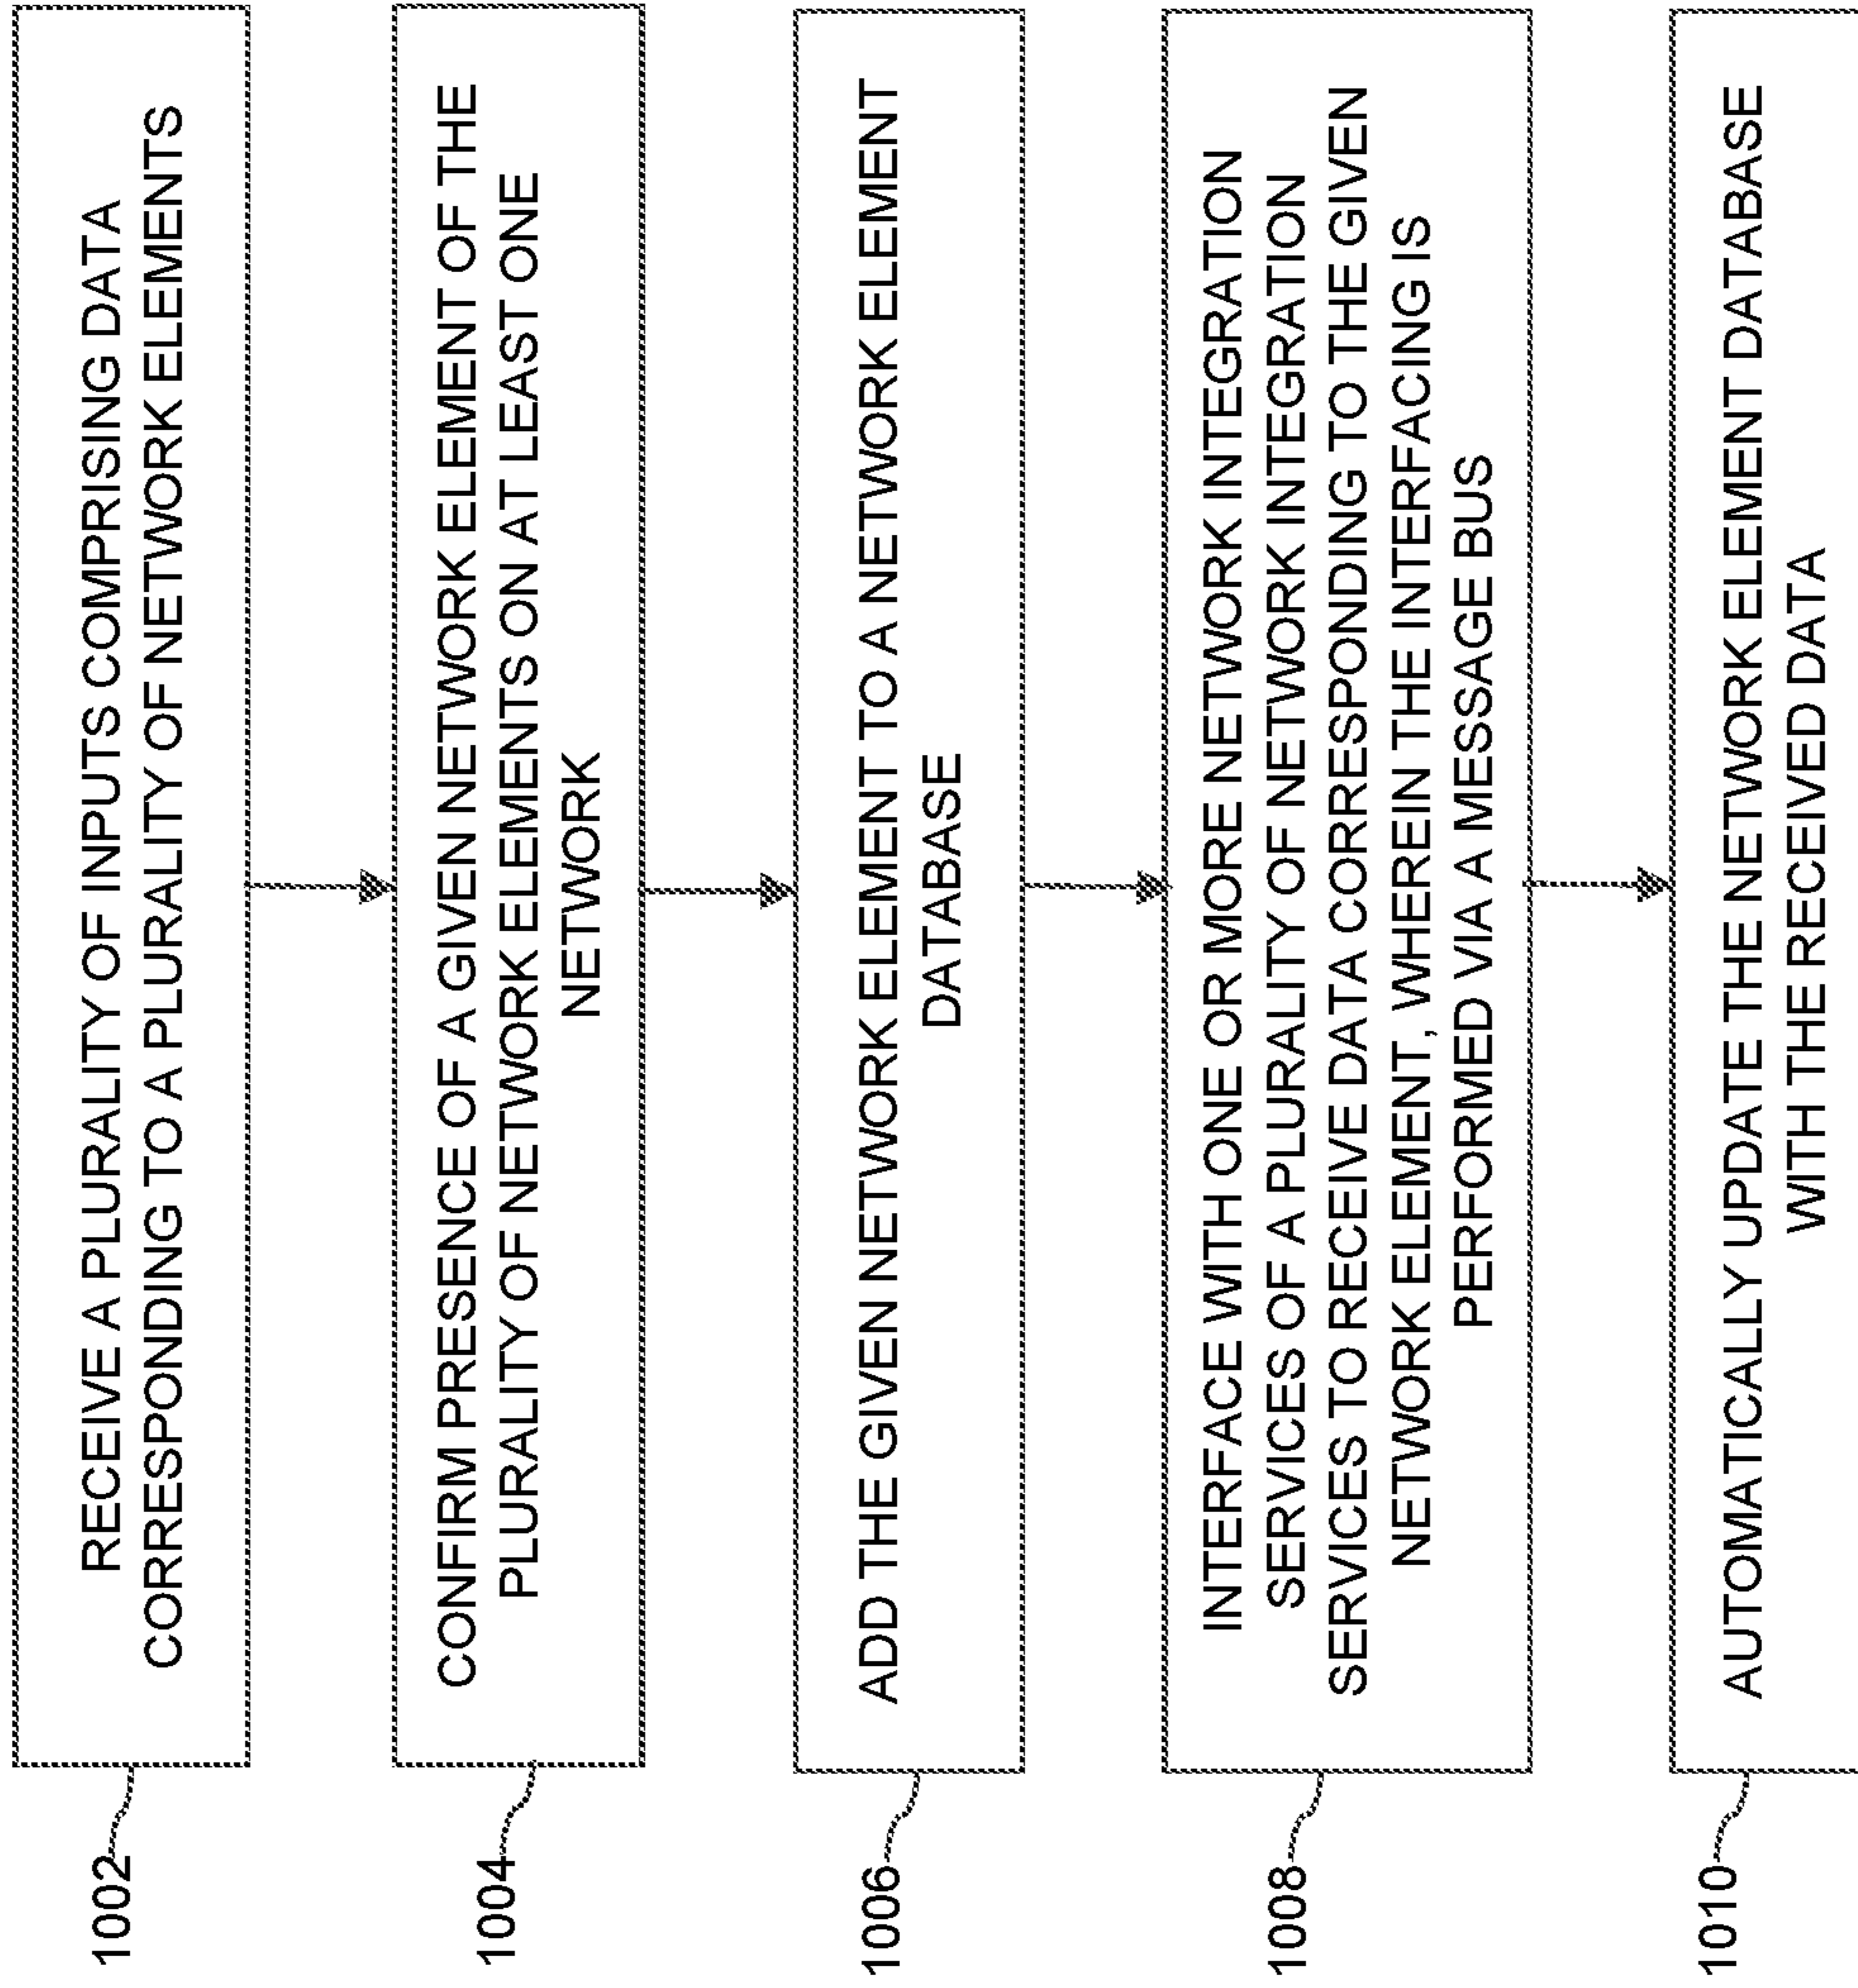 1002
RECEIVE A PLURALITY OF INPUTS COMPRISING DATA
CORRESPONDING TO A PLURALITY OF NETWORK ELEMENTS
1004
CONFIRM PRESENCE OF A GIVEN NETWORK ELEMENT OF THE
PLURALITY OF NETWORK ELEMENTS ON AT LEAST ONE
NETWORK
1006
ADD THE GIVEN NETWORK ELEMENT TO A NETWORK ELEMENT
DATABASE
1008
INTERFACE WITH ONE OR MORE NETWORK INTEGRATION
SERVICES OF A PLURALITY OF NETWORK INTEGRATION
SERVICES TO RECEIVE DATA CORRESPONDING TO THE GIVEN
NETWORK ELEMENT, WHEREIN THE INTERFACING IS
PERFORMED VIA A MESSAGE BUS
1010
AUTOMATICALLY UPDATE THE NETWORK ELEMENT DATABASE
WITH THE RECEIVED DATA